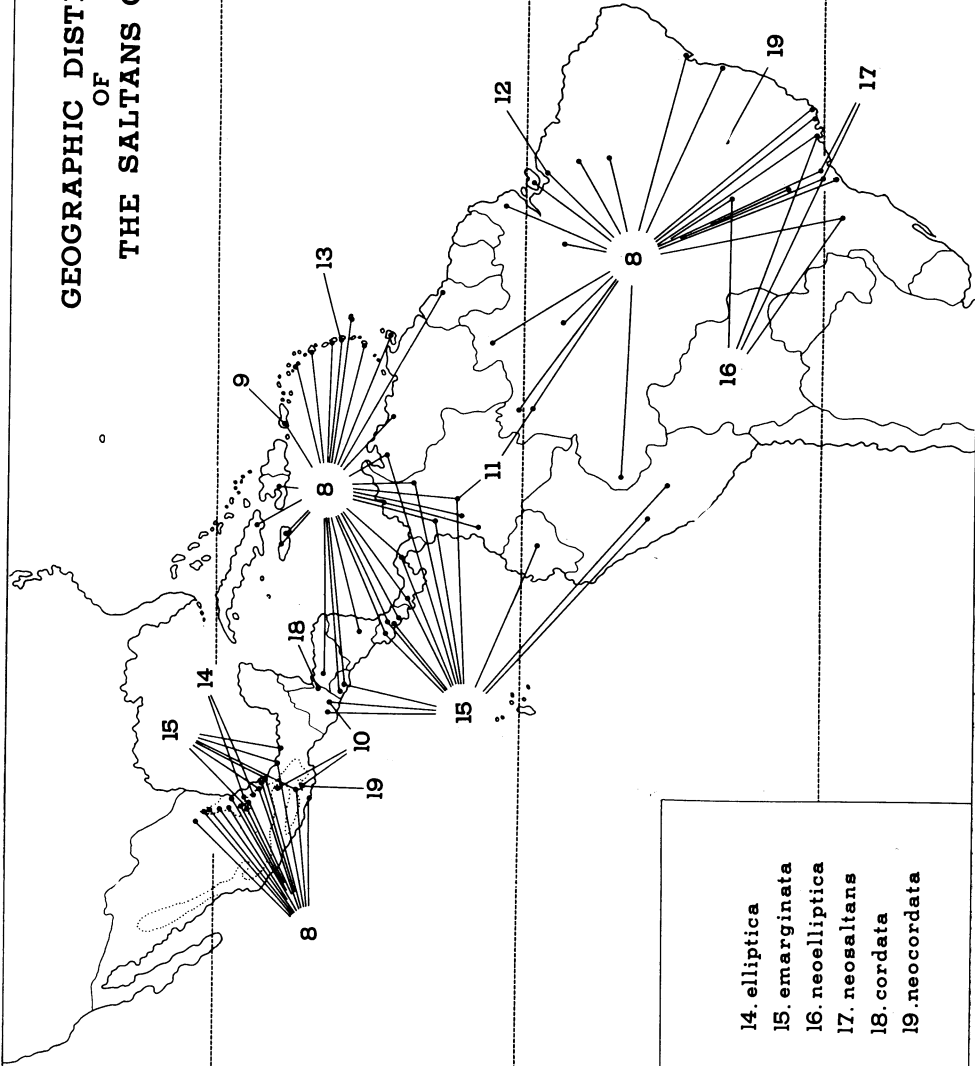 GEOGRAPHIC DIST
OF
THE SALTANS
15
14
9
18
8
13
8
10
19
15
11
12
8
16
19
17
14. elliptica
15. emarginata
16. neoelliptica
17. neosaltans
18. cordata
19. neocordata